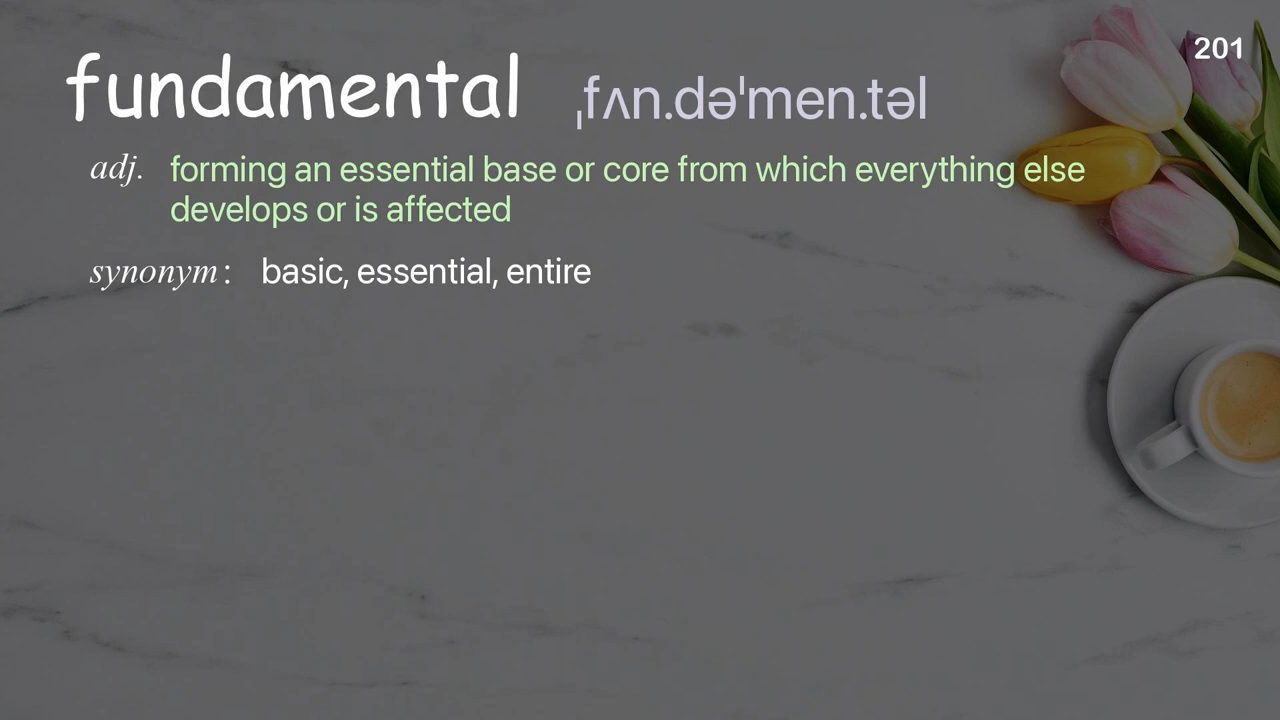 201
fundamental ˌfʌn.dəˈmen.təl
adj. forming an essential base or core from which everything else
develops or is affected
synonym: basic, essential, entire